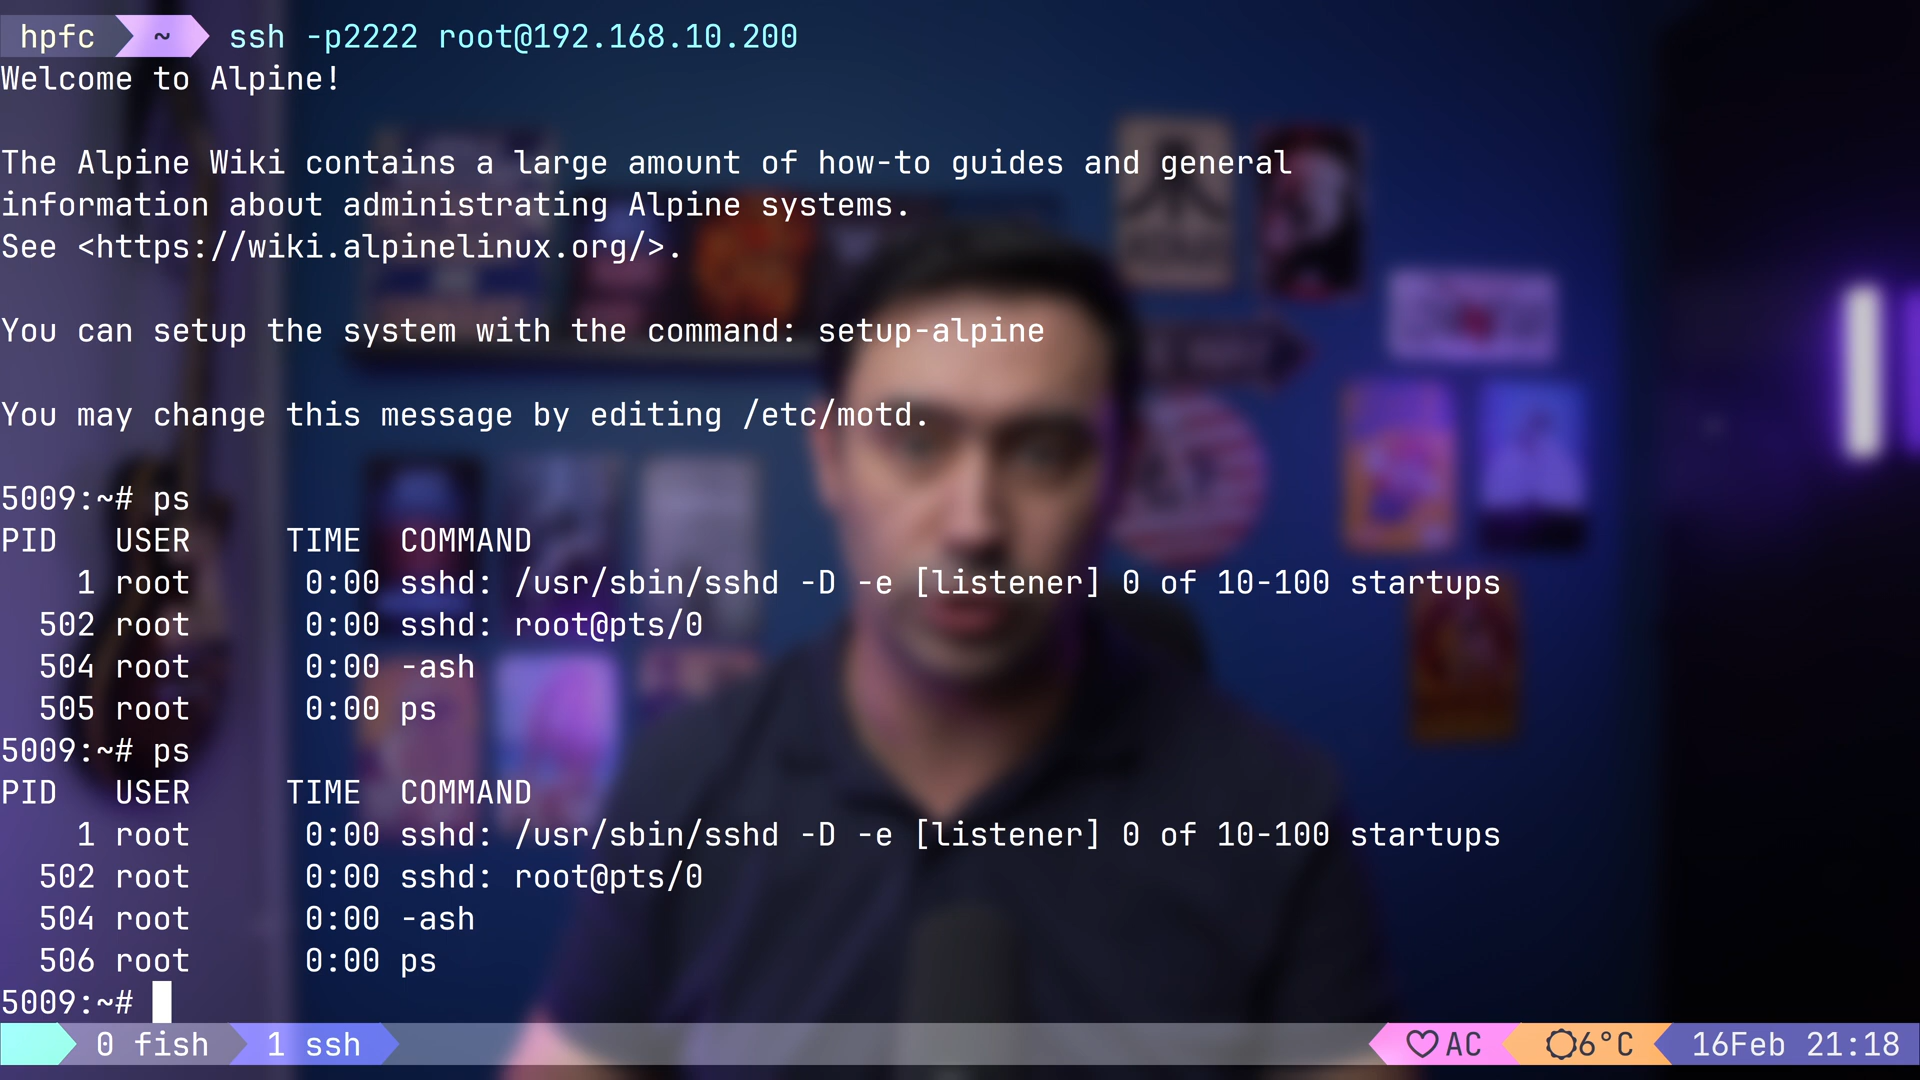 hpfc ~ ssh -p2222 root@192.168.10.200
Welcome to Alpine!
The Alpine Wiki contains a large amount of how-to guides and general
information about administrating Alpine systems.
See <https://wiki.alpinelinux.org/>.
You can setup the system with the command: setup-alpine
You may change this message by editing /etc/motd.
5009:~# ps
PID USER TIME COMMAND
1 root 0:00 sshd: /usr/sbin/sshd -D -e [listener] 0 of 10-100 startups
502 root 0:00 sshd: root@pts/0
504 root 0:00 -ash
505 root 0:00 ps
5009:~# ps
PID USER TIME COMMAND
1 root 0:00 sshd: /usr/sbin/sshd -D -e [listener] 0 of 10-100 startups
502 root 0:00 sshd: root@pts/0
504 root 0:00 -ash
506 root 0:00 ps
5009:~#
0 fish 1 ssh AC 6°C 16Feb 21:18